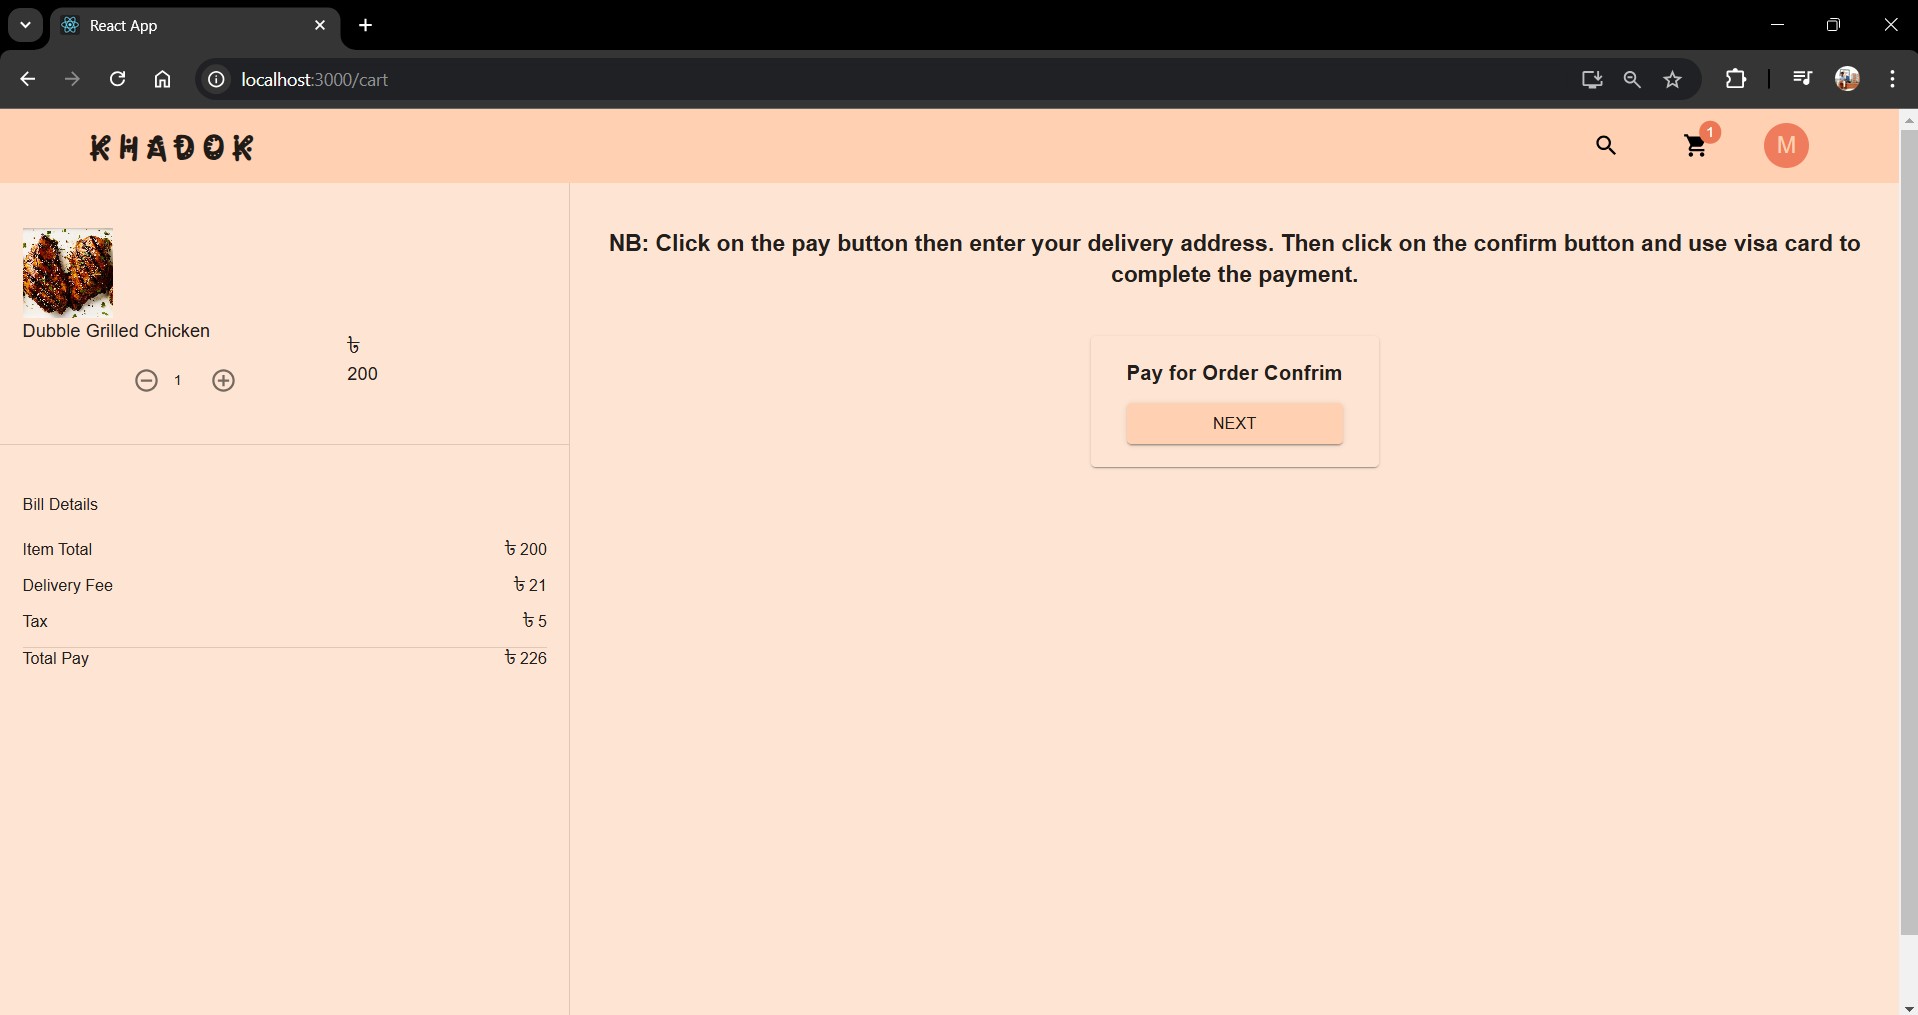 React App
localhost:3000/cart
KHADOK
1
M
Dubble Grilled Chicken
1
৳
200
Bill Details
Item Total ৳ 200
Delivery Fee ৳ 21
Tax ৳ 5
Total Pay ৳ 226
NB: Click on the pay button then enter your delivery address. Then click on the confirm button and use visa card to
complete the payment.
Pay for Order Confrim
NEXT